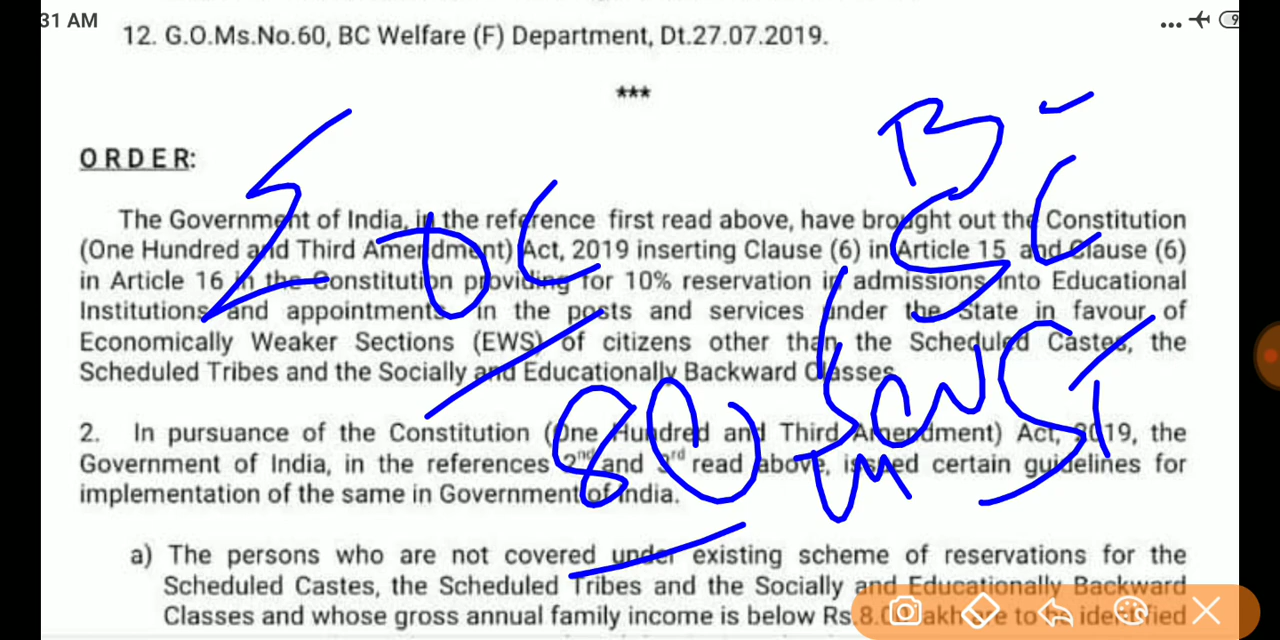 31 AM
12. G.O.Ms.No.60, BC Welfare (F) Department, Dt.27.07.2019.
***
ORDER:
The Government of India, in the reference first read above, have brought out the Constitution
(One Hundred and Third Amendment) Act, 2019 inserting Clause (6) in Article 15 and Clause (6)
in Article 16 in the Constitution providing for 10% reservation in admissions into Educational
Institutions and appointments in the posts and services under the State in favour of
Economically Weaker Sections (EWS) of citizens other than the Scheduled Castes, the
Scheduled Tribes and the Socially and Educationally Backward Classes
2. In pursuance of the Constitution (One Hundred and Third Amendment) Act, 2019, the
Government of India, in the references 2nd and 3rd read above, issued certain guidelines for
implementation of the same in Government of India.
a) The persons who are not covered under existing scheme of reservations for the
Scheduled Castes, the Scheduled Tribes and the Socially and Educationally Backward
Classes and whose gross annual family income is below Rs.8.0 lakh are to be identified
BC
SC
ST
80